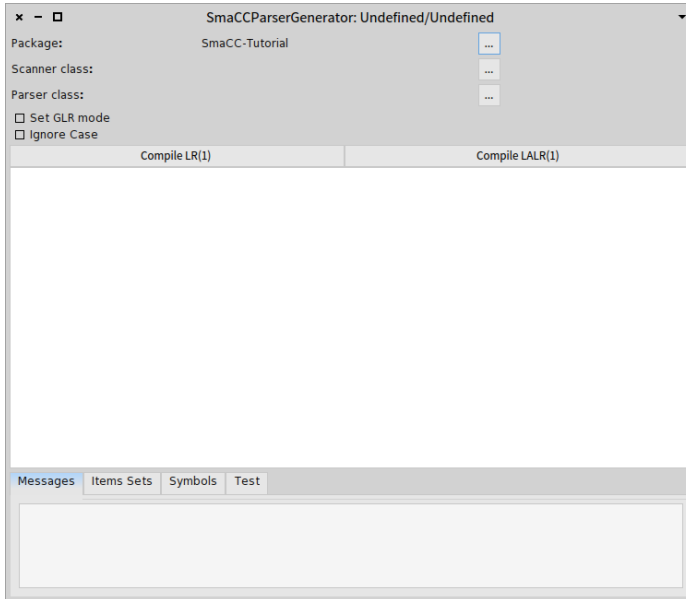 SmaCCParserGenerator: Undefined/Undefined
Package: SmaCC-Tutorial ...
Scanner class: ...
Parser class: ...
Set GLR mode
Ignore Case
Compile LR(1) Compile LALR(1)
Messages Items Sets Symbols Test